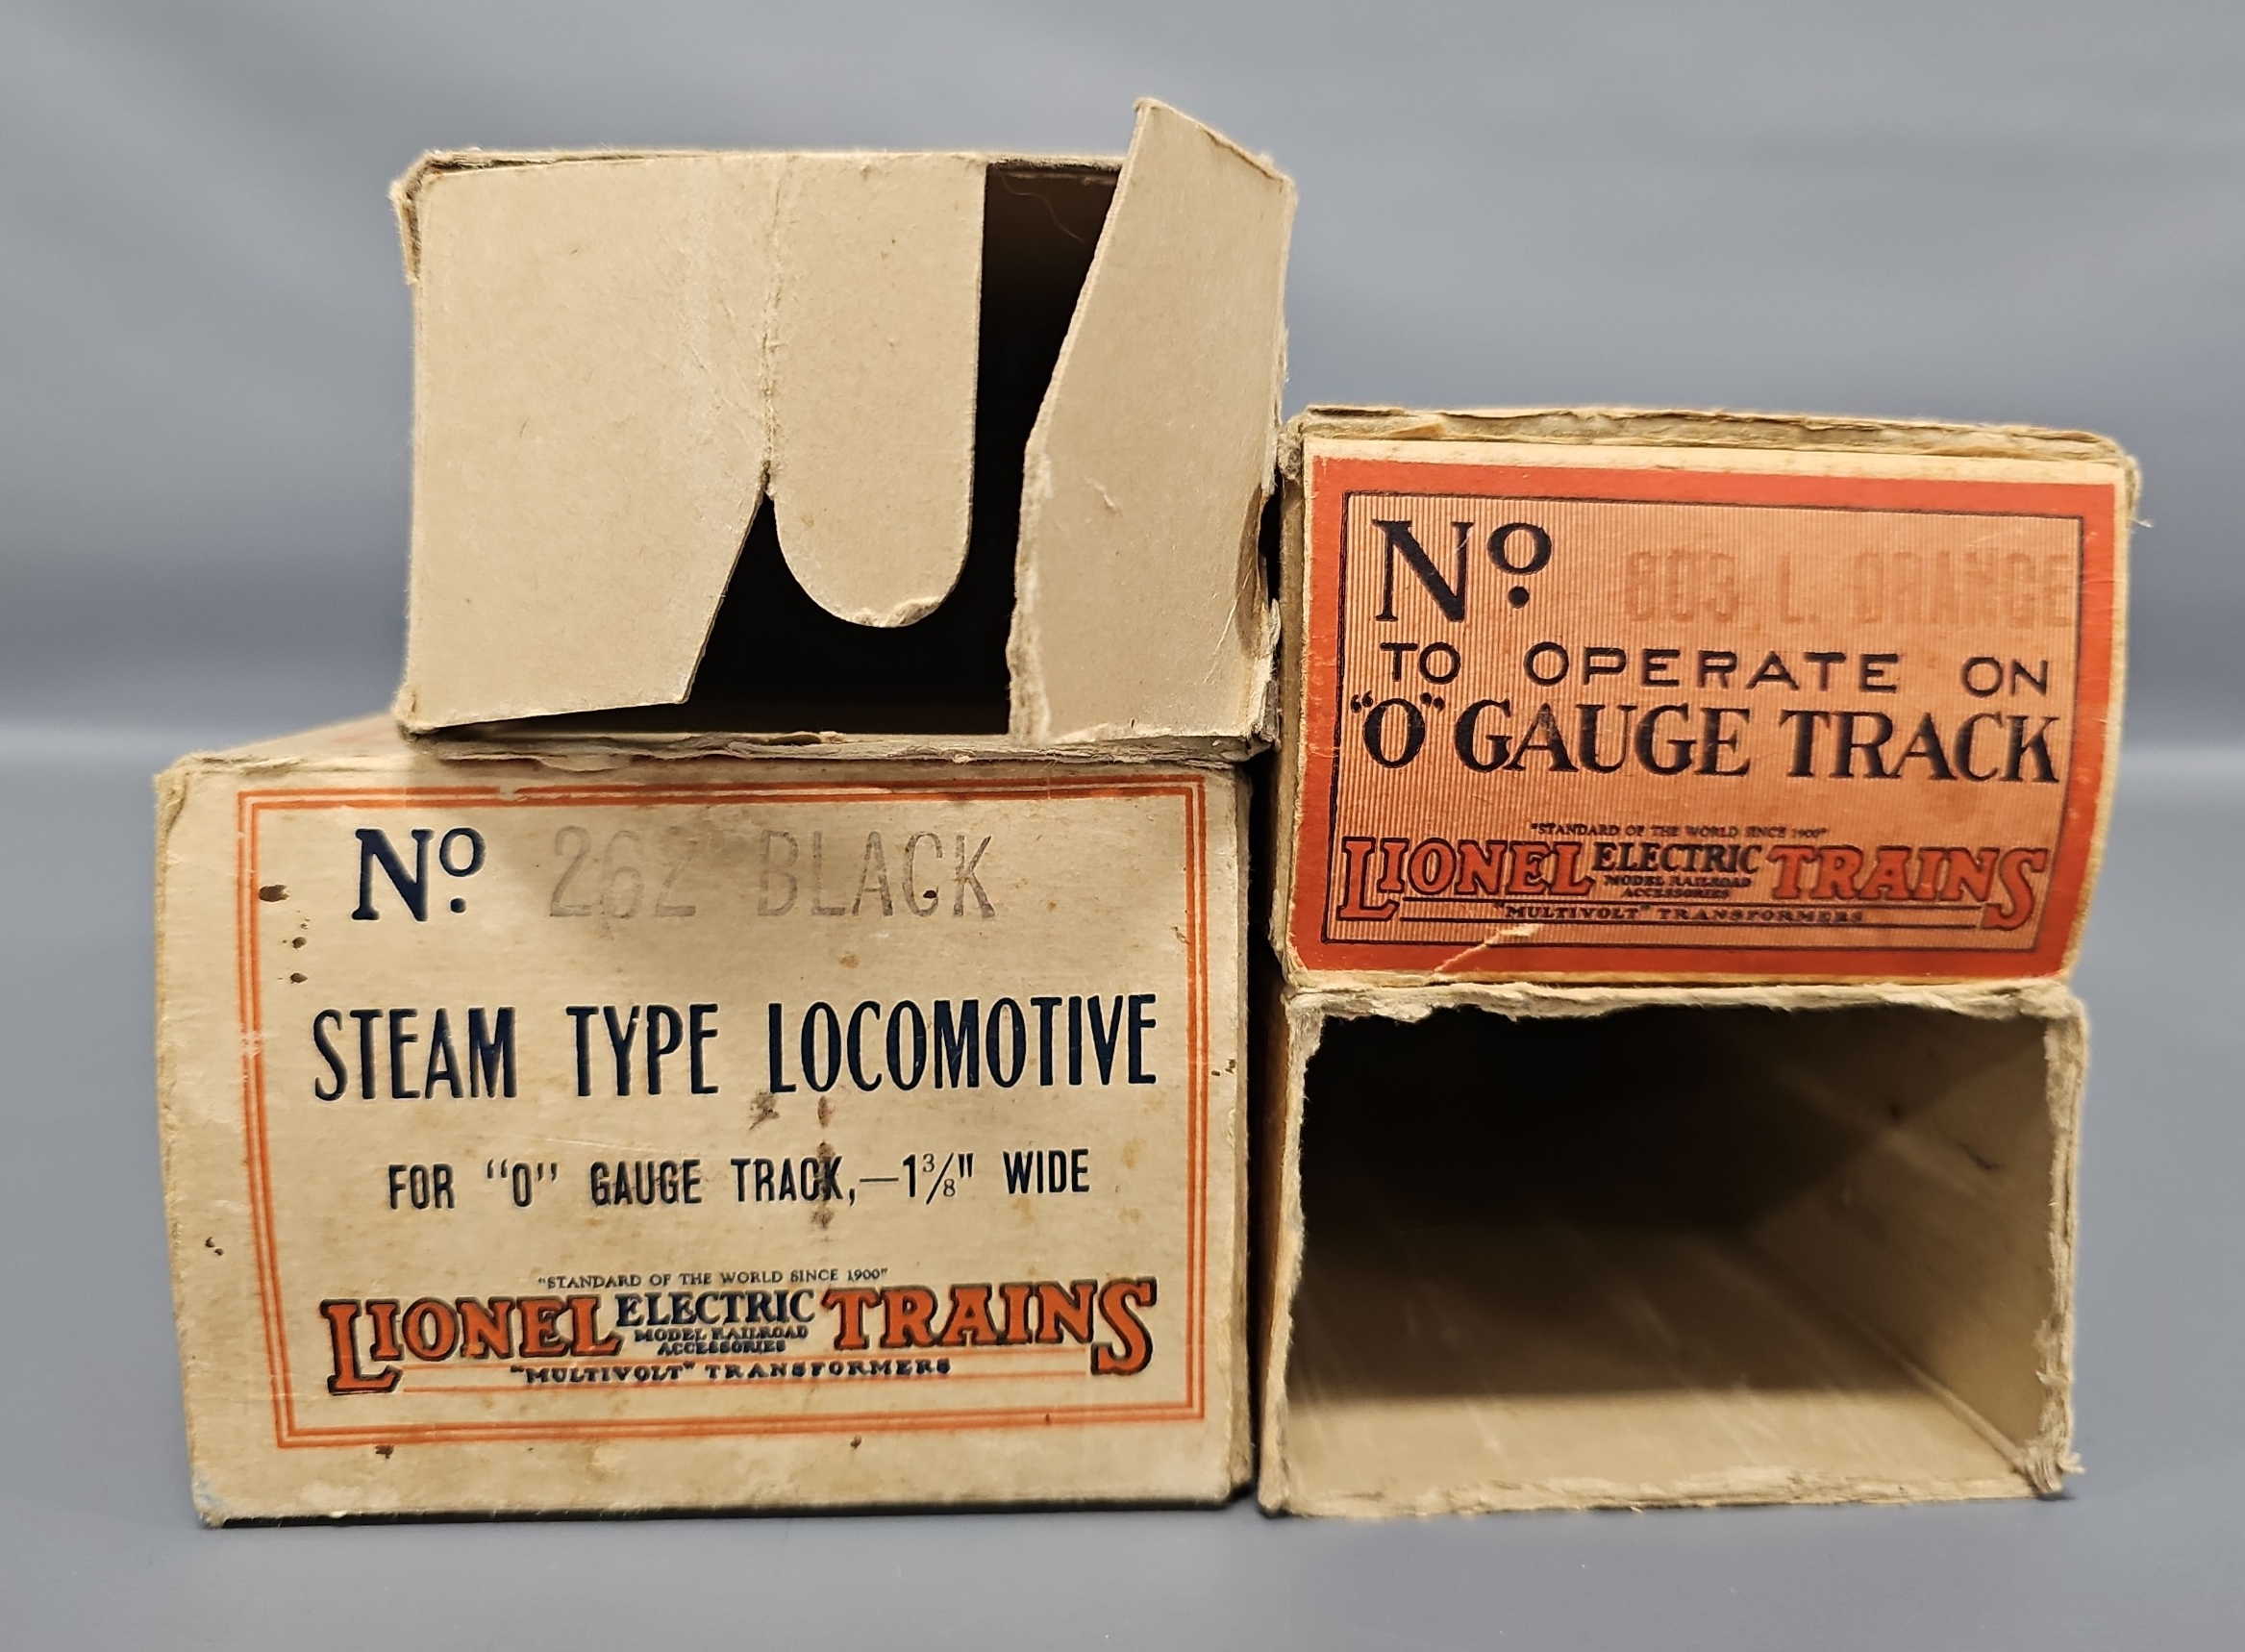 Nº 262 BLACK
STEAM TYPE LOCOMOTIVE
FOR "O" GAUGE TRACK,—1⅜" WIDE
"STANDARD OF THE WORLD SINCE 1900"
LIONEL ELECTRIC TRAINS
MODEL RAILROAD
ACCESSORIES
"MULTIVOLT" TRANSFORMERS
Nº 603 L. ORANGE
TO OPERATE ON
"O" GAUGE TRACK
"STANDARD OF THE WORLD SINCE 1900"
LIONEL ELECTRIC TRAINS
MODEL RAILROAD
ACCESSORIES
"MULTIVOLT" TRANSFORMERS